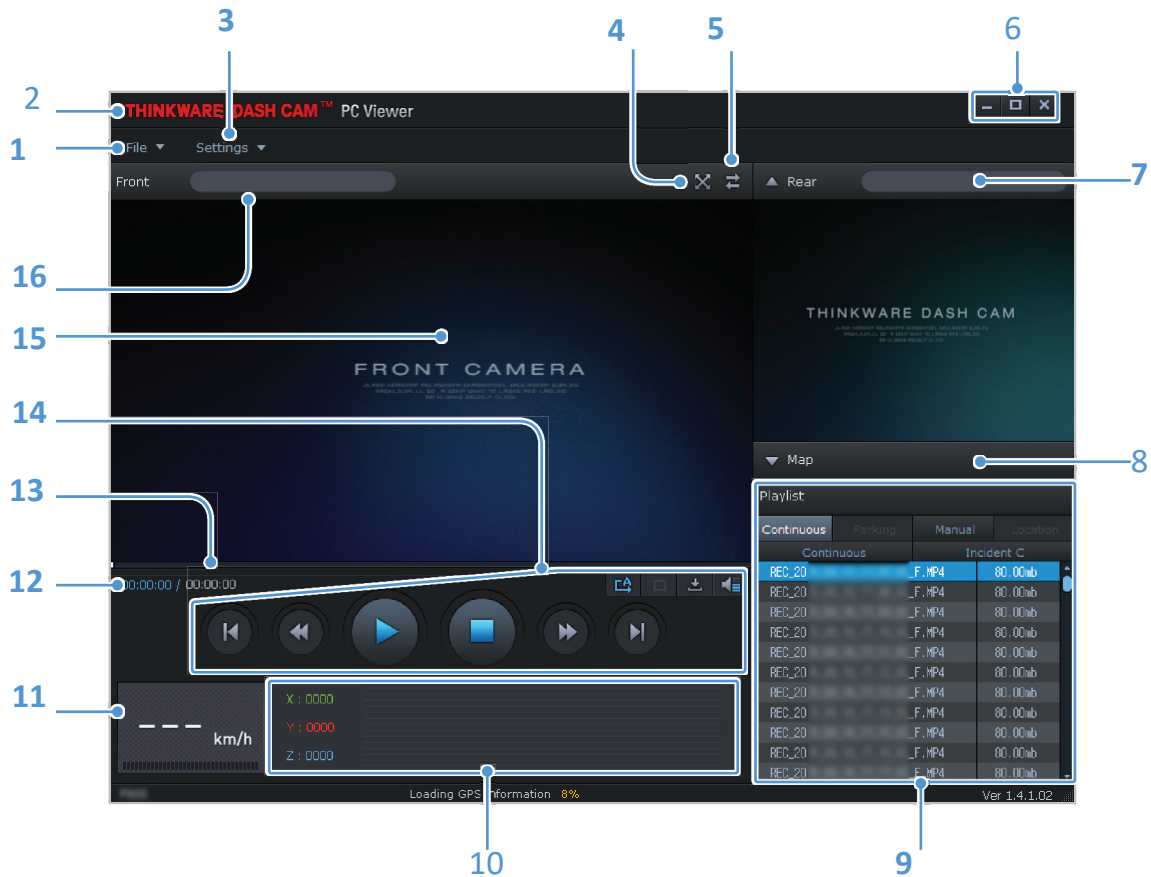 3
4
5
6
2
THINKWARE DASH CAM™ PC Viewer
1
File
Settings
Front
Rear
7
16
15
THINKWARE DASH CAM
FRONT CAMERA
14
Map
8
13
Playlist
Continuous Parking Manual Location
Continuous Incident C
12
00:00:00 / 00:00:00
REC_20 _F.MP4 80.00mb
REC_20 _F.MP4 80.00mb
REC_20 _F.MP4 80.00mb
REC_20 _F.MP4 80.00mb
REC_20 _F.MP4 80.00mb
REC_20 _F.MP4 80.00mb
REC_20 _F.MP4 80.00mb
REC_20 _F.MP4 80.00mb
REC_20 _F.MP4 80.00mb
REC_20 _F.MP4 80.00mb
REC_20 _F.MP4 80.00mb
11
km/h
X : 0000
Y : 0000
Z : 0000
Loading GPS Information 8%
Ver 1.4.1.02
10
9